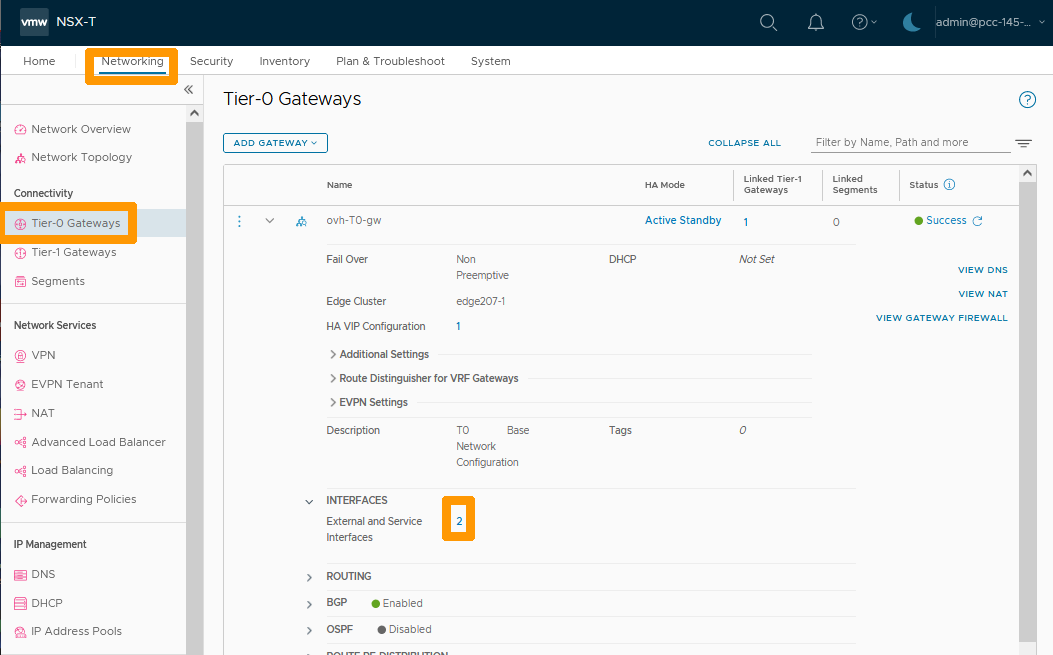 vmw NSX-T admin@pcc-145-...
Home Networking Security Inventory Plan & Troubleshoot System
Network Overview
Network Topology
Connectivity
Tier-0 Gateways
Tier-1 Gateways
Segments
Network Services
VPN
EVPN Tenant
NAT
Advanced Load Balancer
Load Balancing
Forwarding Policies
IP Management
DNS
DHCP
IP Address Pools
Tier-0 Gateways
ADD GATEWAY COLLAPSE ALL Filter by Name, Path and more
Name HA Mode Linked Tier-1 Gateways Linked Segments Status
ovh-T0-gw Active Standby 1 0 Success
Fail Over Non Preemptive DHCP Not Set
VIEW DNS
Edge Cluster edge207-1
VIEW NAT
HA VIP Configuration 1
VIEW GATEWAY FIREWALL
Additional Settings
Route Distinguisher for VRF Gateways
EVPN Settings
Description T0 Base Network Configuration Tags 0
INTERFACES
External and Service Interfaces 2
ROUTING
BGP Enabled
OSPF Disabled
ROUTE RE-DISTRIBUTION